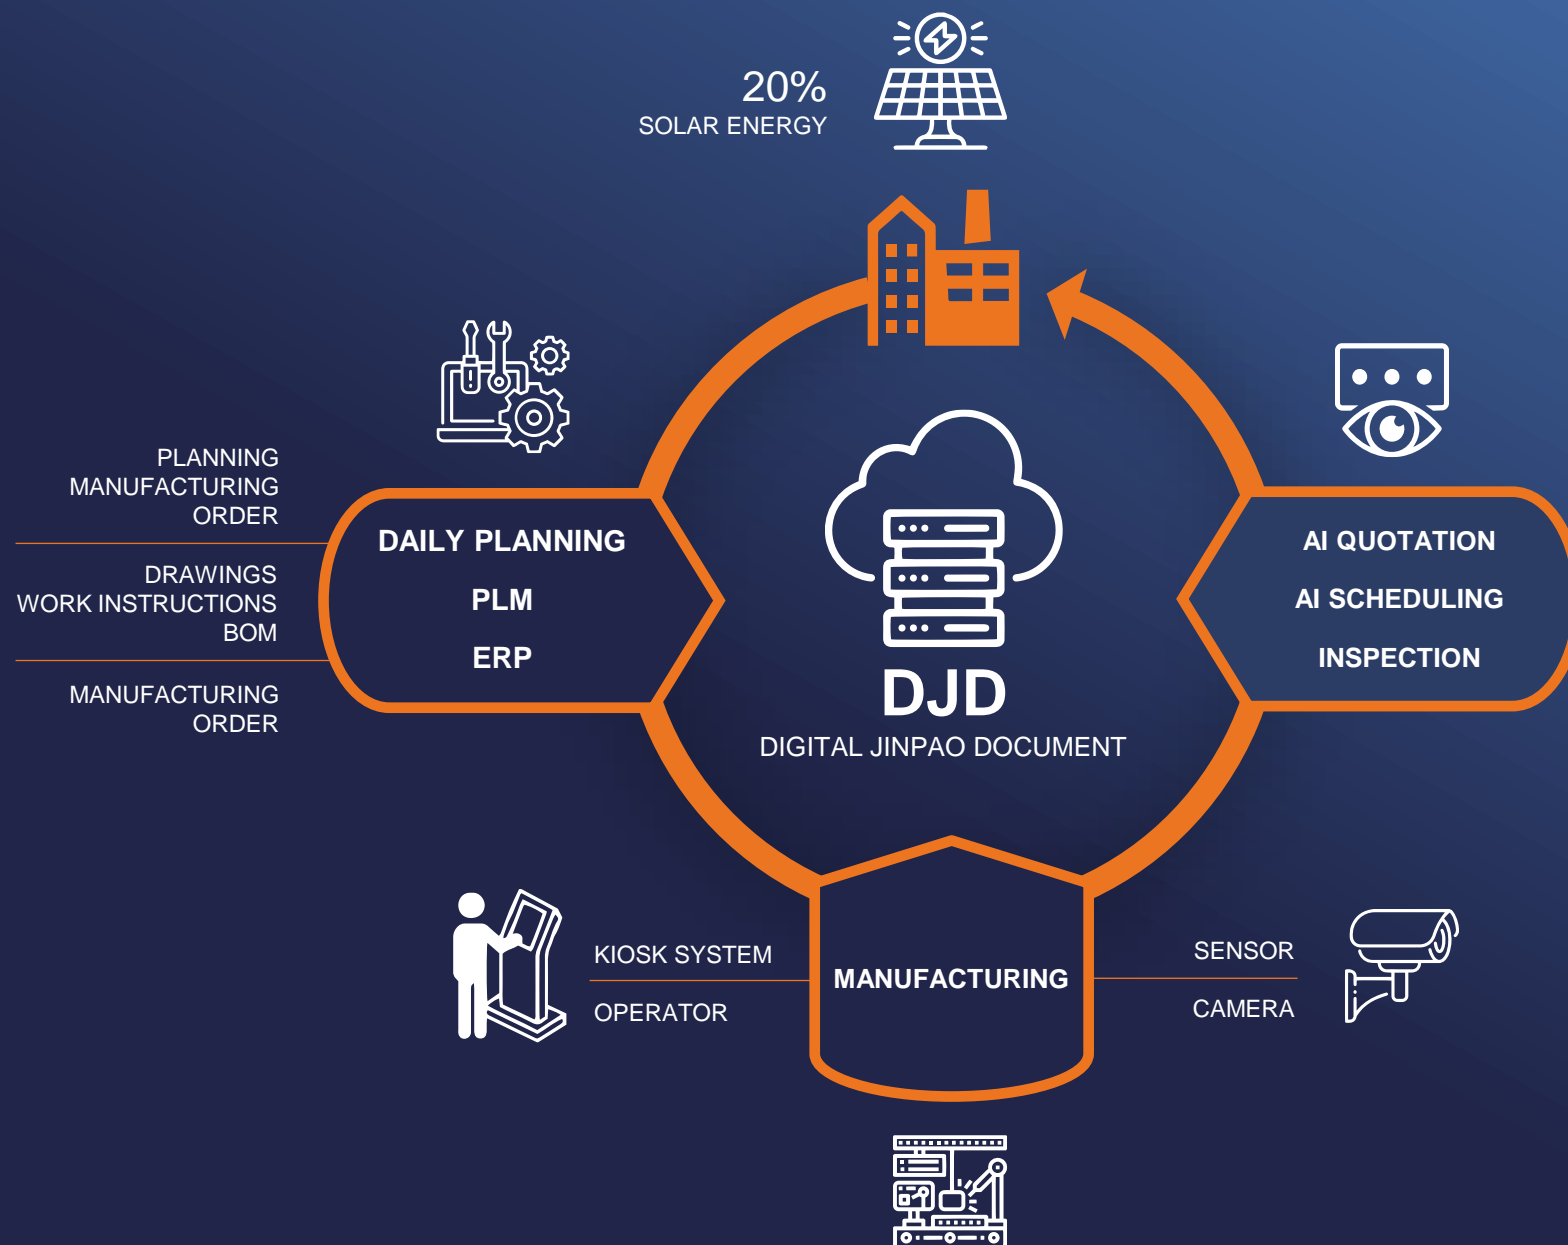 20%
SOLAR ENERGY
PLANNING
MANUFACTURING
ORDER
DRAWINGS
WORK INSTRUCTIONS
BOM
MANUFACTURING
ORDER
DAILY PLANNING
PLM
ERP
DJD
DIGITAL JINPAO DOCUMENT
AI QUOTATION
AI SCHEDULING
INSPECTION
KIOSK SYSTEM
OPERATOR
MANUFACTURING
SENSOR
CAMERA